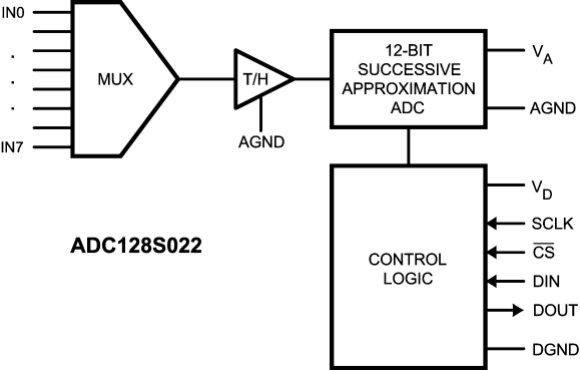 IN0
.
.
.
IN7
MUX
T/H
AGND
12-BIT
SUCCESSIVE
APPROXIMATION
ADC
VA
AGND
CONTROL
LOGIC
VD
SCLK
C̅S̅
DIN
DOUT
DGND
ADC128S022